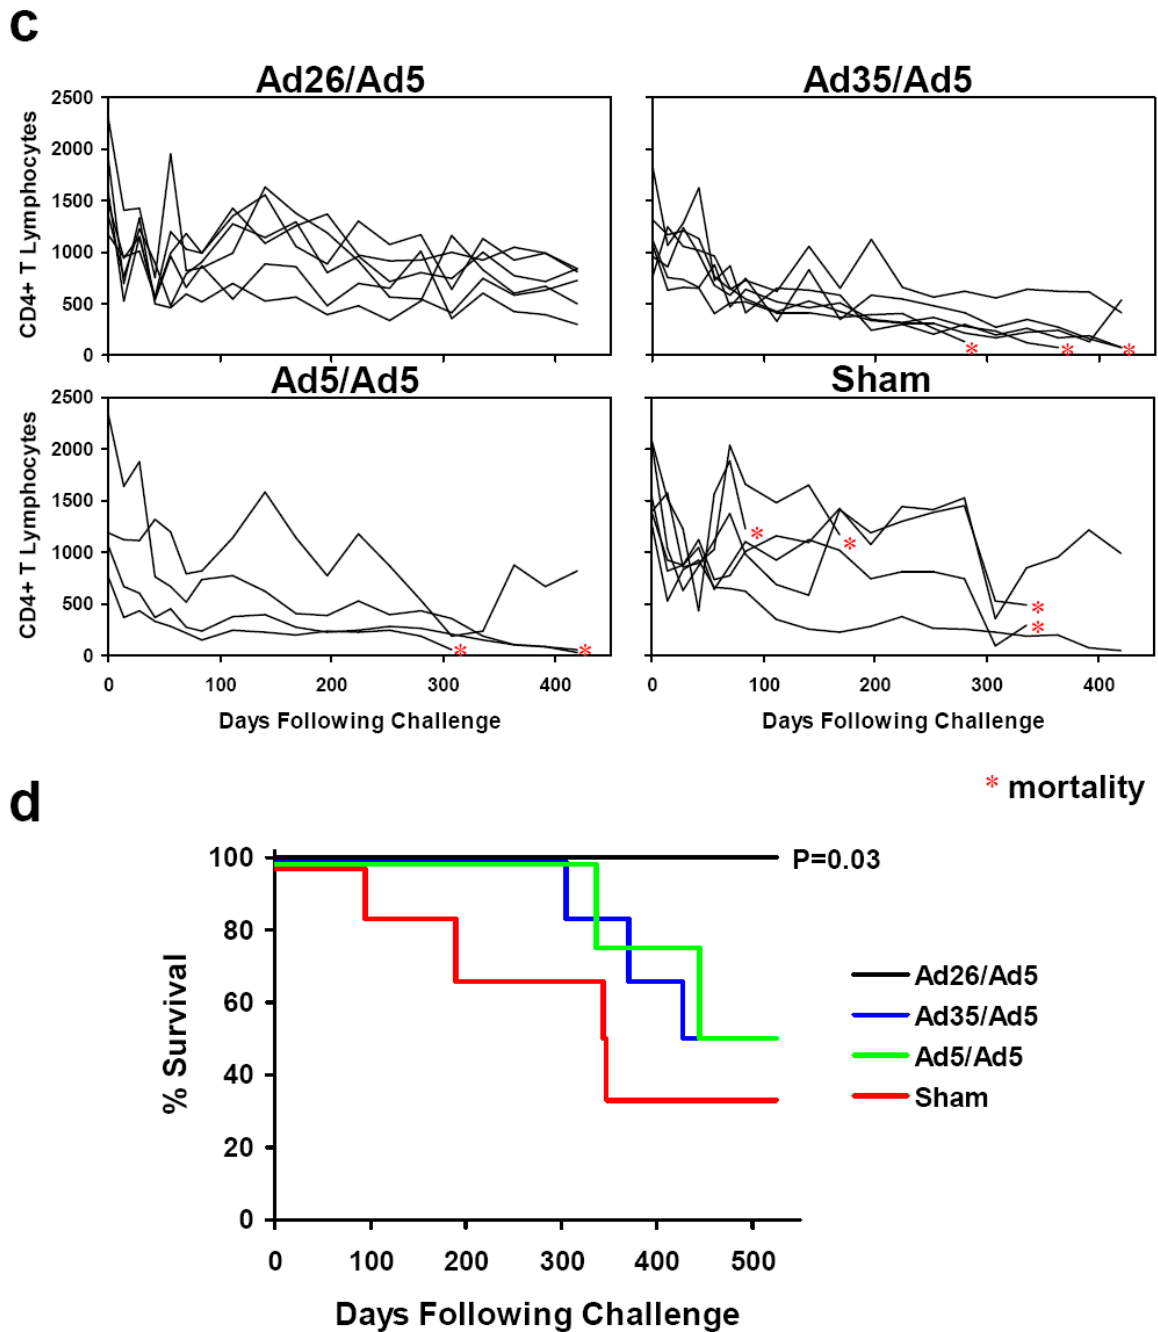 c
Ad26/Ad5
Ad35/Ad5
CD4+ T Lymphocytes
2500
2000
1500
1000
500
0
*
*
*
Ad5/Ad5
Sham
CD4+ T Lymphocytes
2500
2000
1500
1000
500
0
*
*
*
*
*
*
0 100 200 300 400
0 100 200 300 400
Days Following Challenge
Days Following Challenge
* mortality
d
% Survival
100
80
60
40
20
0
P=0.03
Ad26/Ad5
Ad35/Ad5
Ad5/Ad5
Sham
0 100 200 300 400 500
Days Following Challenge